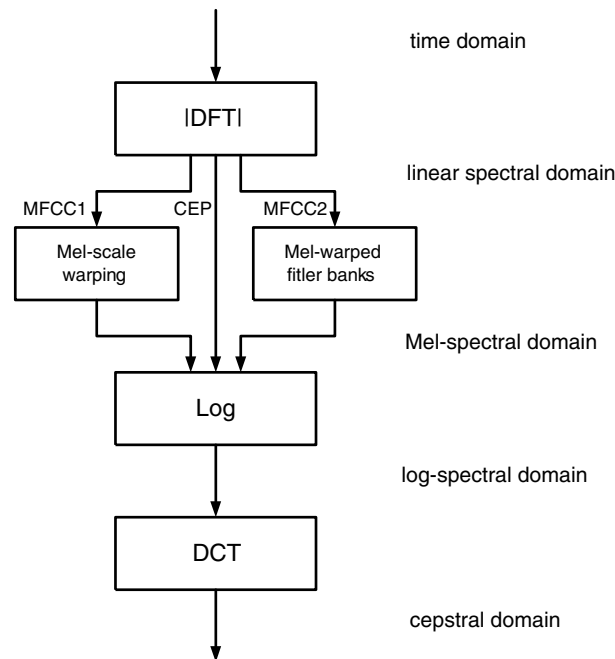 time domain
|DFT|
linear spectral domain
MFCC1
CEP
MFCC2
Mel-scale
warping
Mel-warped
fitler banks
Mel-spectral domain
Log
log-spectral domain
DCT
cepstral domain